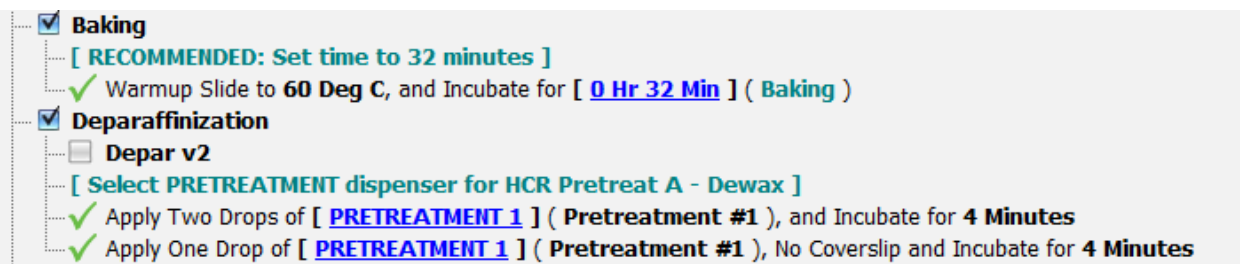 Baking
[ RECOMMENDED: Set time to 32 minutes ]
Warmup Slide to 60 Deg C, and Incubate for [ 0 Hr 32 Min ] ( Baking )
Deparaffinization
Depar v2
[ Select PRETREATMENT dispenser for HCR Pretreat A - Dewax ]
Apply Two Drops of [ PRETREATMENT 1 ] ( Pretreatment #1 ), and Incubate for 4 Minutes
Apply One Drop of [ PRETREATMENT 1 ] ( Pretreatment #1 ), No Coverslip and Incubate for 4 Minutes